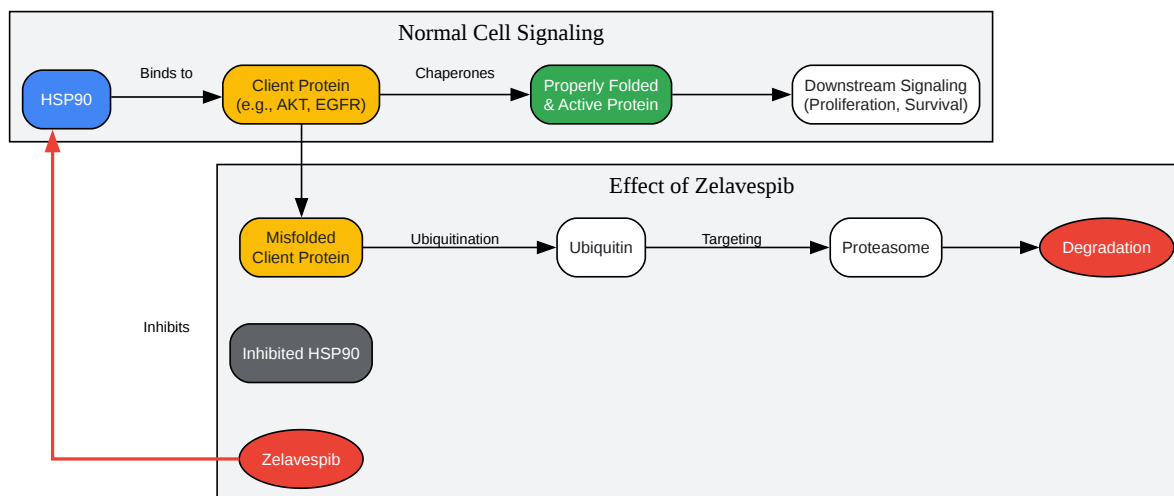 Normal Cell Signaling
HSP90
Binds to
Client Protein
(e.g., AKT, EGFR)
Chaperones
Properly Folded
& Active Protein
Downstream Signaling
(Proliferation, Survival)
Effect of Zelavespib
Misfolded
Client Protein
Ubiquitination
Ubiquitin
Targeting
Proteasome
Degradation
Inhibits
Inhibited HSP90
Zelavespib